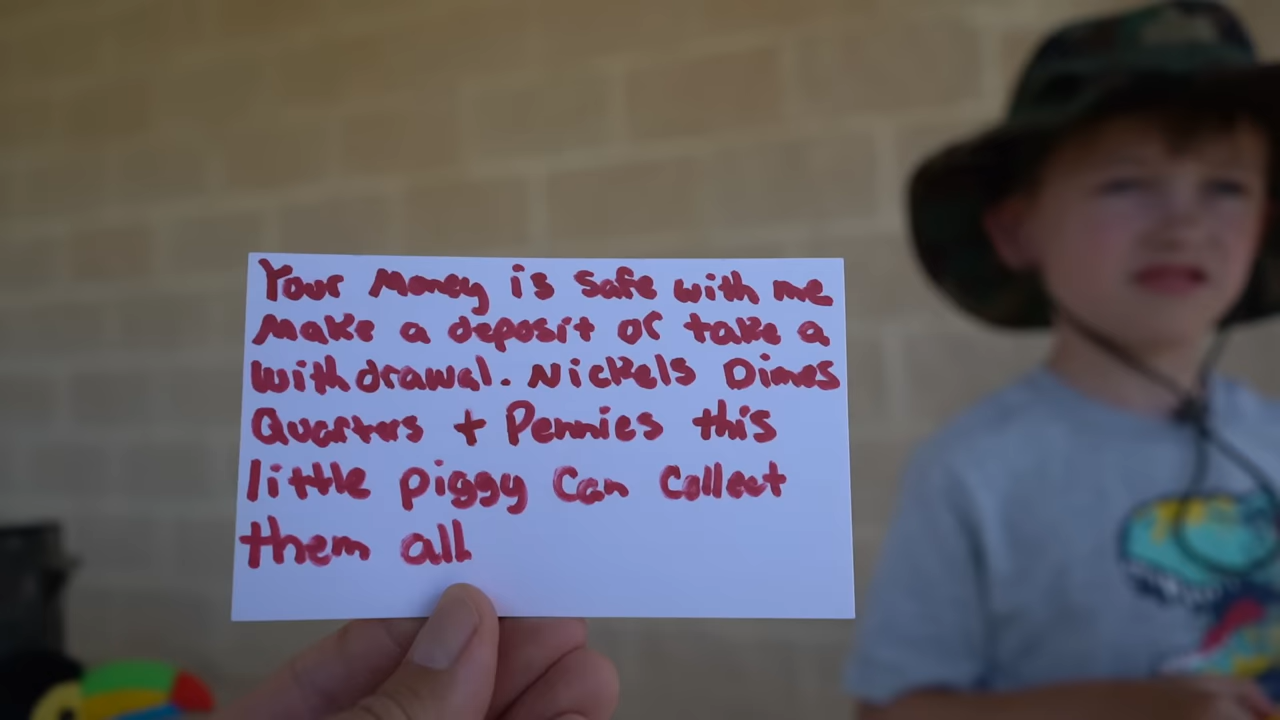 Your Money is Safe with me
Make a deposit or take a
withdrawal. Nickels Dimes
Quarters + Pennies this
little piggy Can Collect
them all